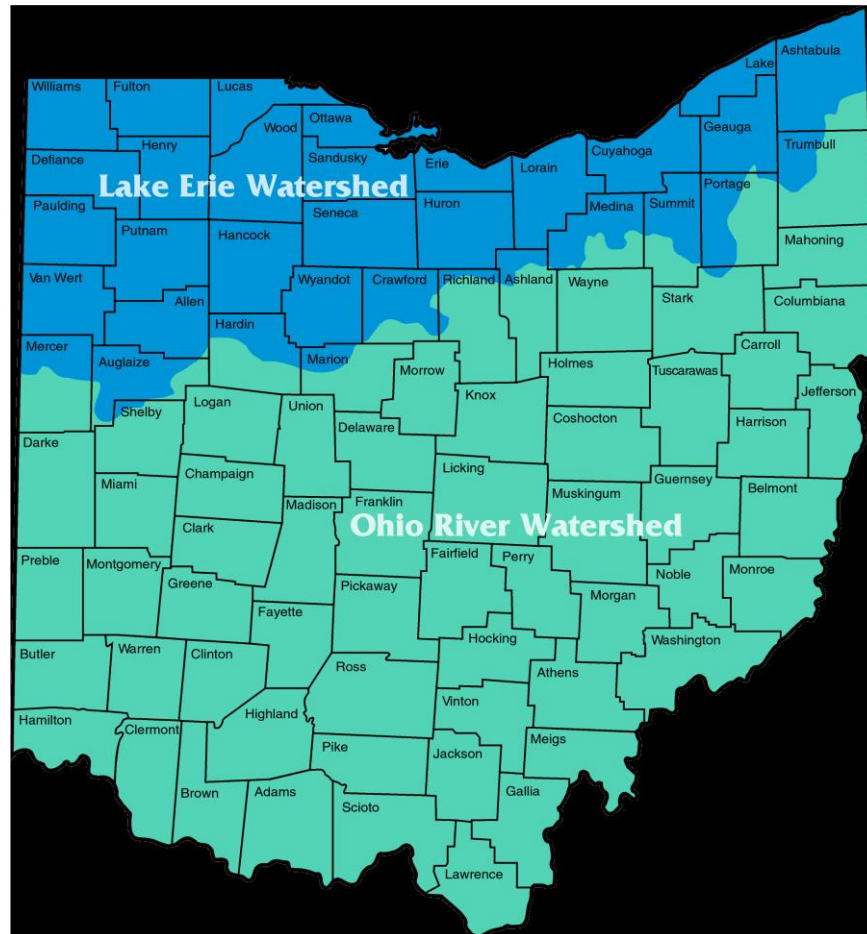 Lake
Ashtabula
Williams
Fulton
Lucas
Ottawa
Wood
Geauga
Henry
Cuyahoga
Trumbull
Defiance
Sandusky
Erie
Lorain
Lake Erie Watershed
Portage
Paulding
Seneca
Huron
Medina
Summit
Putnam
Hancock
Mahoning
Van Wert
Wyandot
Crawford
Richland
Ashland
Wayne
Stark
Allen
Columbiana
Hardin
Mercer
Auglaize
Marion
Carroll
Morrow
Holmes
Tuscarawas
Jefferson
Knox
Logan
Union
Shelby
Coshocton
Harrison
Delaware
Darke
Champaign
Licking
Guernsey
Miami
Muskingum
Belmont
Madison
Franklin
Clark
Ohio River Watershed
Fairfield
Perry
Preble
Montgomery
Noble
Monroe
Greene
Pickaway
Morgan
Fayette
Hocking
Washington
Butler
Warren
Clinton
Ross
Athens
Vinton
Highland
Hamilton
Clermont
Meigs
Pike
Jackson
Gallia
Brown
Adams
Scioto
Lawrence